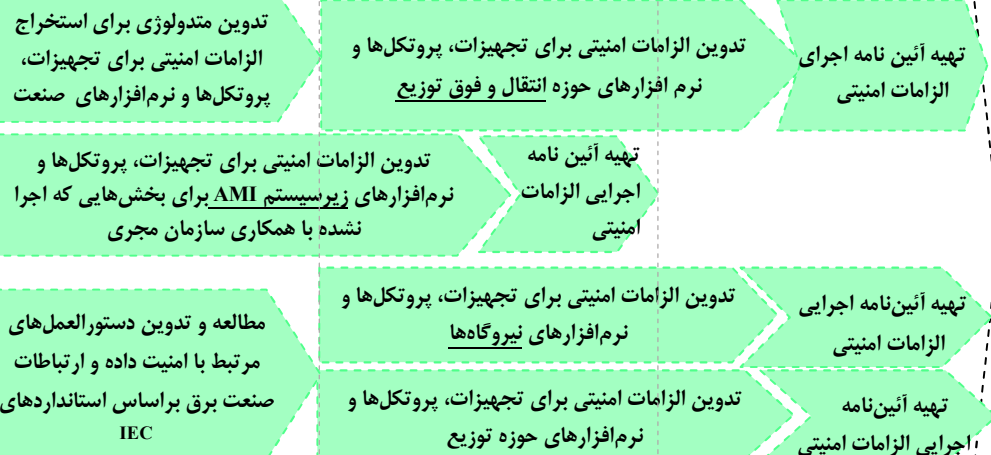 تدوین متدولوژی برای استخراج
الزامات امنیتی برای تجهیزات،
پروتکل‌ها و نرم‌افزارهای صنعت
تدوین الزامات امنیتی برای تجهیزات، پروتکل‌ها و
نرم افزارهای حوزه انتقال و فوق توزیع
تهیه آئین نامه اجرای
الزامات امنیتی
تدوین الزامات امنیتی برای تجهیزات، پروتکل‌ها و
نرم‌افزارهای زیرسیستم AMI برای بخش‌هایی که اجرا
نشده با همکاری سازمان مجری
تهیه آئین نامه
اجرایی الزامات
امنیتی
تدوین الزامات امنیتی برای تجهیزات، پروتکل‌ها و
نرم‌افزارهای نیروگاه‌ها
تهیه آئین‌نامه اجرایی
الزامات امنیتی
مطالعه و تدوین دستورالعمل‌های
مرتبط با امنیت داده و ارتباطات
صنعت برق براساس استانداردهای
IEC
تدوین الزامات امنیتی برای تجهیزات، پروتکل‌ها و
نرم‌افزارهای حوزه توزیع
تهیه آئین‌نامه
اجرایی الزامات امنیتی